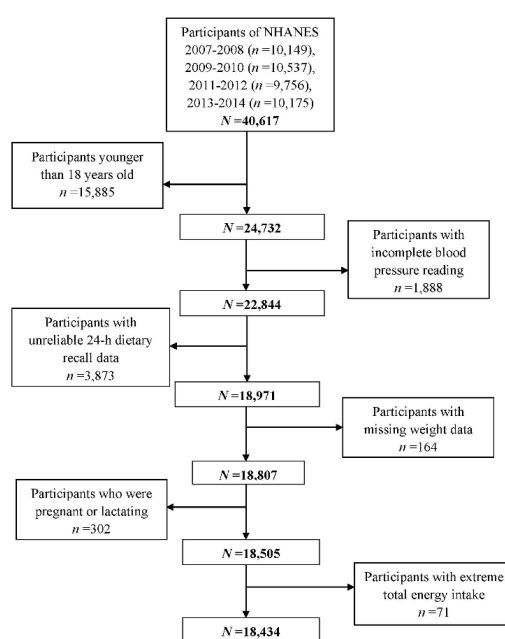 Participants of NHANES
2007-2008 (n=10,149),
2009-2010 (n=10,537),
2011-2012 (n=9,756),
2013-2014 (n=10,175)
N=40,617
Participants younger
than 18 years old
n=15,885
N=24,732
Participants with
incomplete blood
pressure reading
n=1,888
N=22,844
Participants with
unreliable 24-h dietary
recall data
n=3,873
N=18,971
Participants with
missing weight data
n=164
N=18,807
Participants who were
pregnant or lactating
n=302
N=18,505
Participants with extreme
total energy intake
n=71
N=18,434